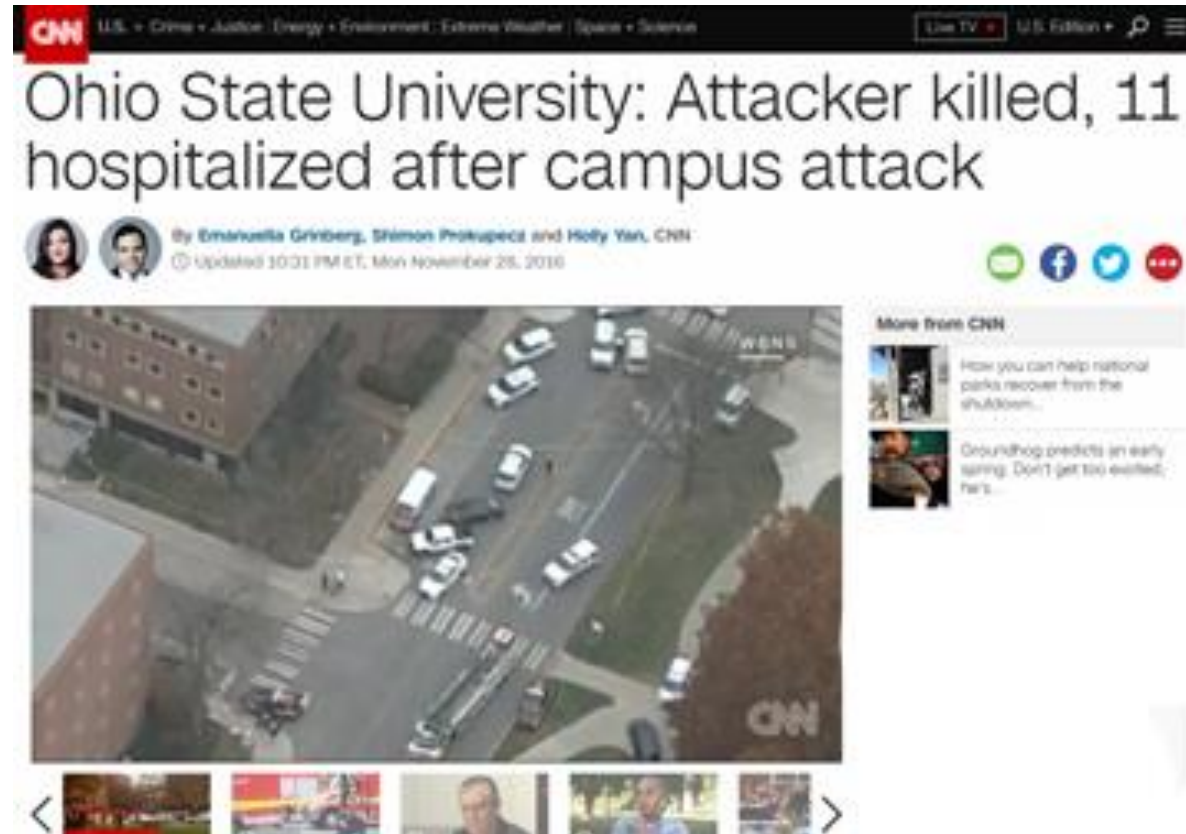 CNN U.S. + Crime + Justice Energy + Environment Extreme Weather Space + Science Live TV U.S. Edition +
Ohio State University: Attacker killed, 11
hospitalized after campus attack
By Emanuella Grinberg, Shimon Prokupecz and Holly Yan, CNN
Updated 10:31 PM ET, Mon November 28, 2016
WBNS
CNN
More from CNN
How you can help national
parks recover from the
shutdown...
Groundhog predicts an early
spring. Don't get too excited;
he's...